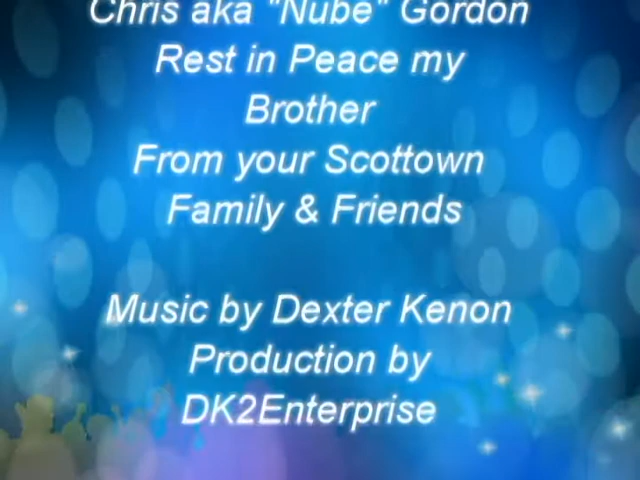 Chris aka "Nube" Gordon
Rest in Peace my
Brother
From your Scottown
Family & Friends
Music by Dexter Kenon
Production by
DK2Enterprise